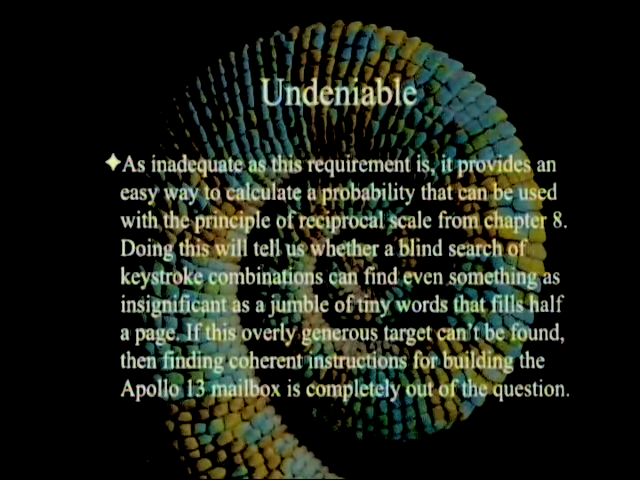 Undeniable
✦As inadequate as this requirement is, it provides an
easy way to calculate a probability that can be used
with the principle of reciprocal scale from chapter 8.
Doing this will tell us whether a blind search of
keystroke combinations can find even something as
insignificant as a jumble of tiny words that fills half
a page. If this overly generous target can't be found,
then finding coherent instructions for building the
Apollo 13 mailbox is completely out of the question.